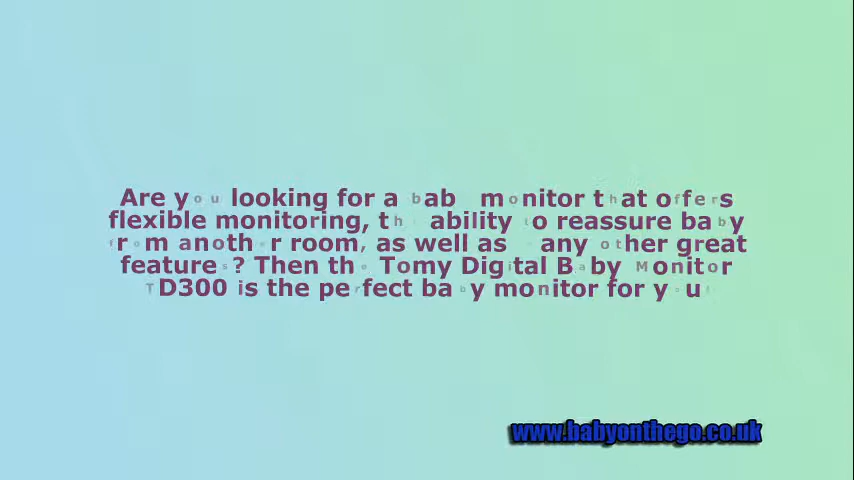 Are you looking for a baby monitor that offers
flexible monitoring, the ability to reassure baby
from another room, as well as many other great
features? Then the Tomy Digital Baby Monitor
TD300 is the perfect baby monitor for you!
www.babyonthego.co.uk